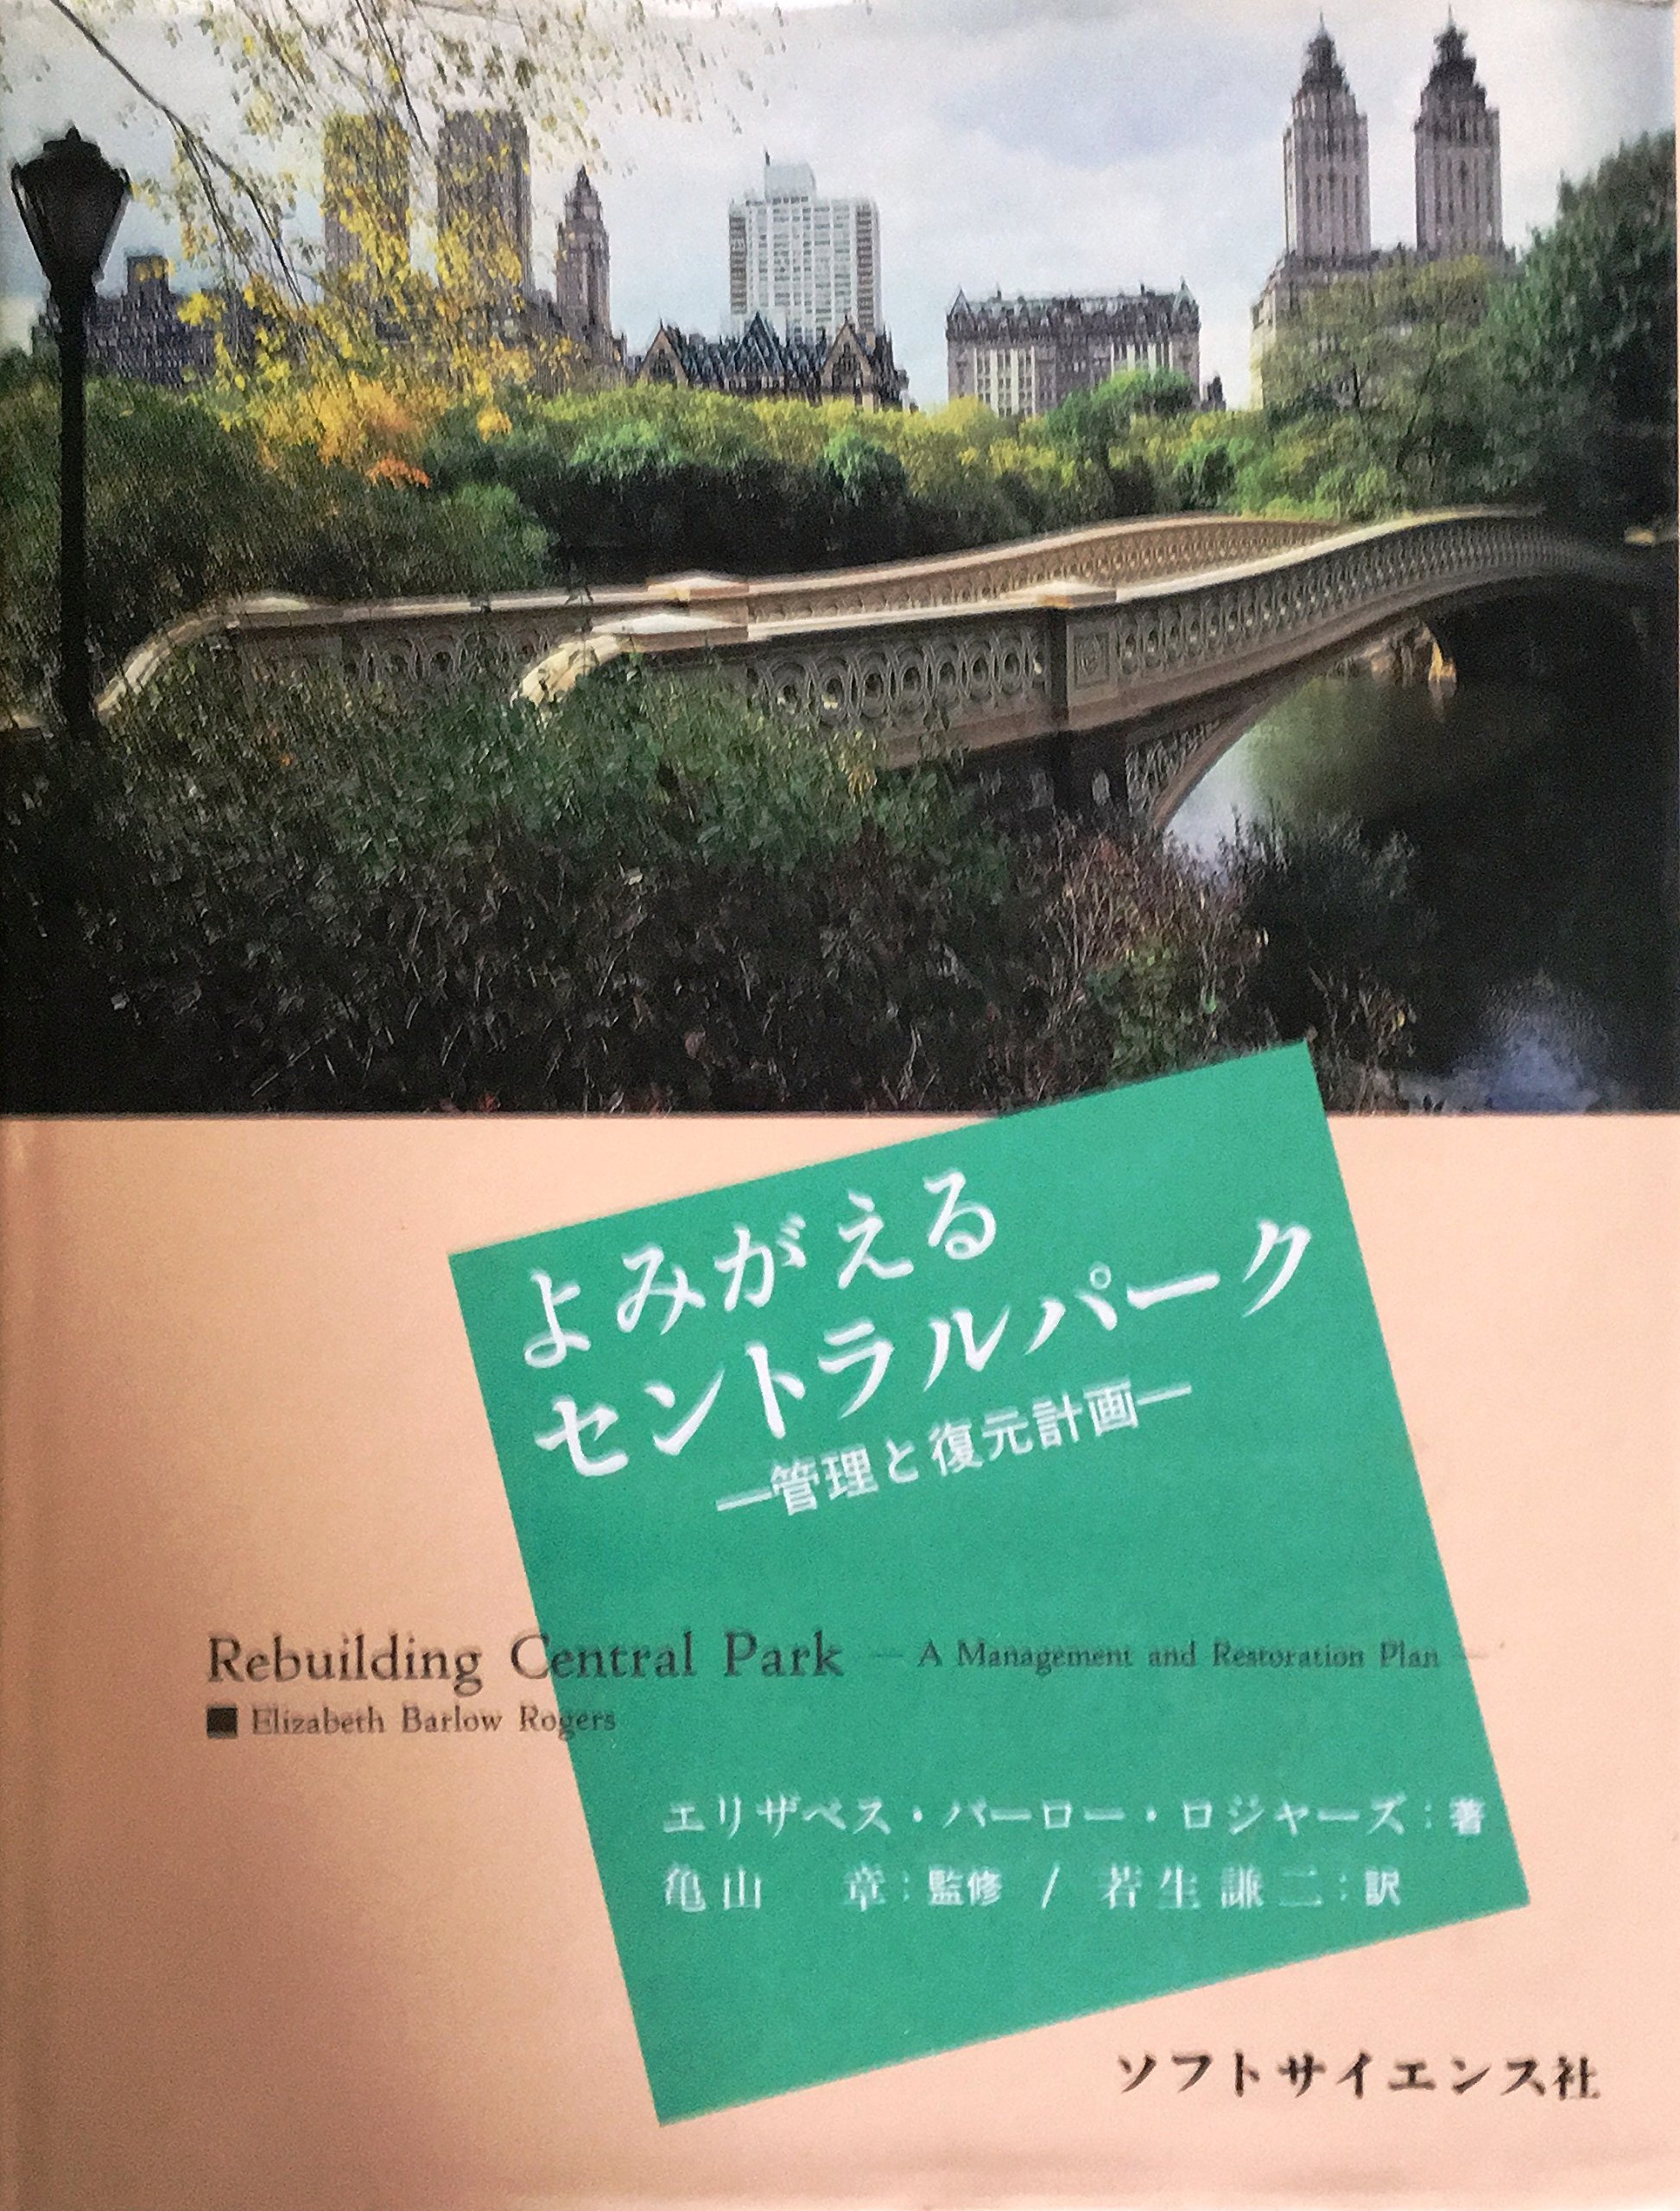 よみがえる
セントラルパーク
―管理と復元計画―
Rebuilding Central Park — A Management and Restoration Plan —
■ Elizabeth Barlow Rogers
エリザベス・バーロー・ロジャーズ：著
亀山　章：監修 / 若生謙二：訳
ソフトサイエンス社